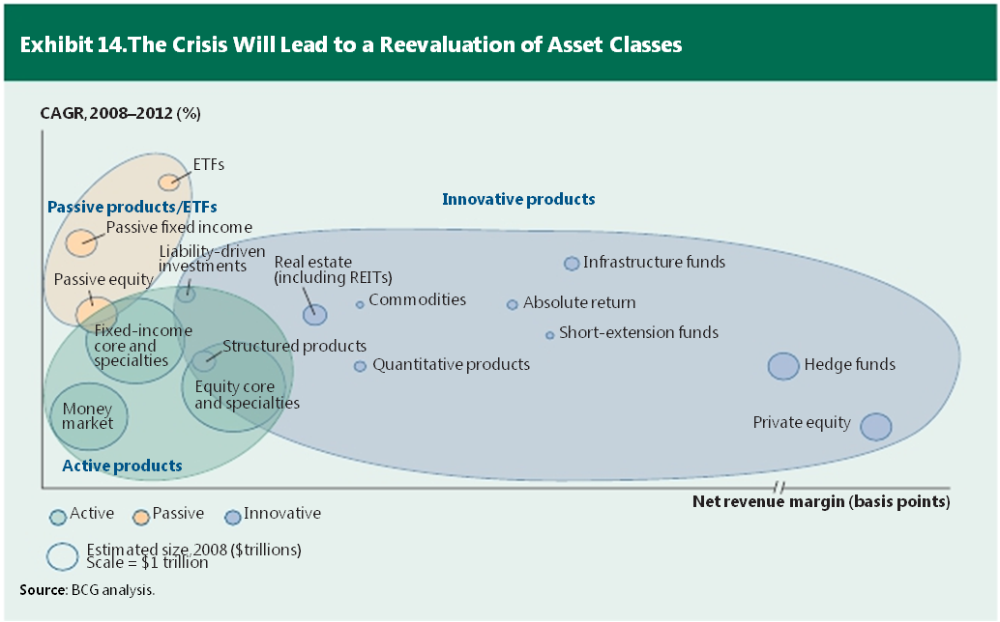 Exhibit 14.The Crisis Will Lead to a Reevaluation of Asset Classes
CAGR, 2008–2012 (%)
ETFs
Passive products/ETFs
Innovative products
Passive fixed income
Liability-driven
investments
Real estate
(including REITs)
Infrastructure funds
Passive equity
Commodities
Absolute return
Fixed-income
core and
specialties
Short-extension funds
Structured products
Quantitative products
Hedge funds
Equity core
and specialties
Money
market
Private equity
Active products
Net revenue margin (basis points)
Active
Passive
Innovative
Estimated size, 2008 ($trillions)
Scale = $1 trillion
Source: BCG analysis.